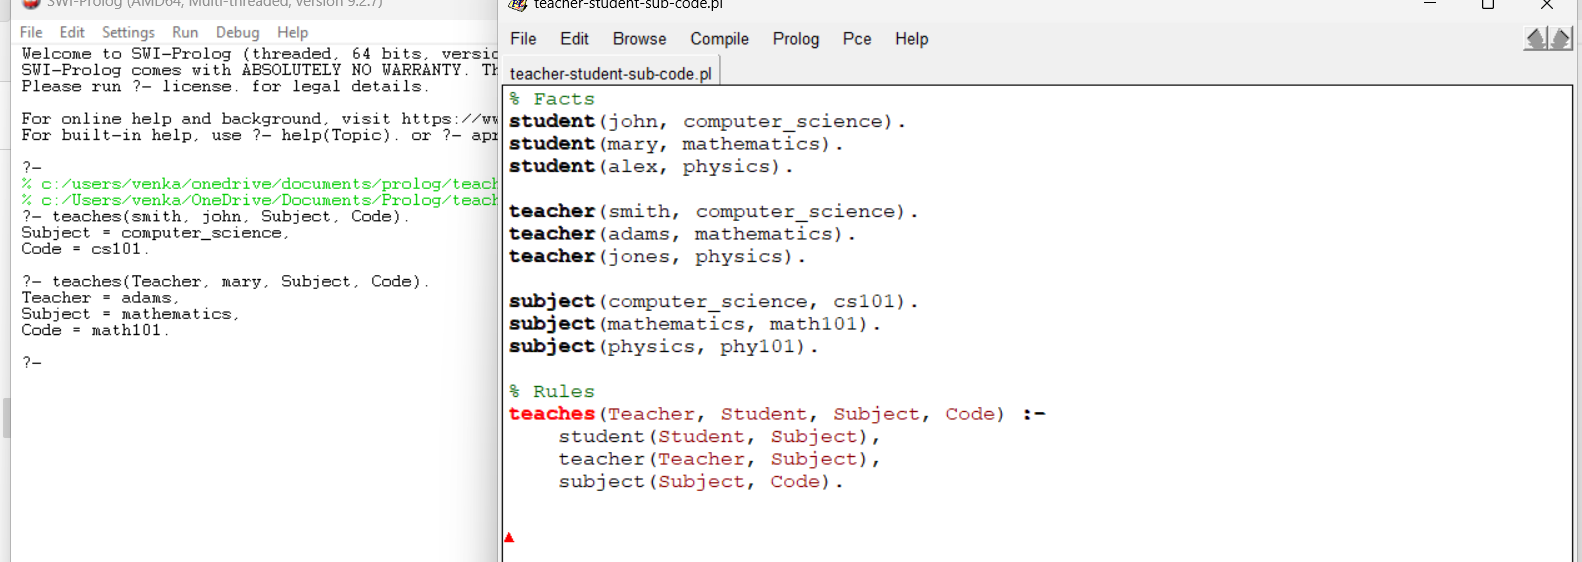 SWI-Prolog (AMD64, Multi-threaded, version 9.2.7)
File Edit Settings Run Debug Help
Welcome to SWI-Prolog (threaded, 64 bits,
SWI-Prolog comes with ABSOLUTELY NO WARRANTY.
Please run ?- license. for legal details.
For online help and background, visit
For built-in help, use ?- help(Topic). or ?-
?-
% c:/users/venka/onedrive/documents/prolog/teach
% c:/Users/venka/OneDrive/Documents/Prolog/teach
?- teaches(smith, john, Subject, Code).
Subject = computer_science,
Code = cs101.
?- teaches(Teacher, mary, Subject, Code).
Teacher = adams,
Subject = mathematics,
Code = math101.
?-
teacher-student-sub-code.pl
File Edit Browse Compile Prolog Pce Help
teacher-student-sub-code.pl
% Facts
student(john, computer_science).
student(mary, mathematics).
student(alex, physics).
teacher(smith, computer_science).
teacher(adams, mathematics).
teacher(jones, physics).
subject(computer_science, cs101).
subject(mathematics, math101).
subject(physics, phy101).
% Rules
teaches(Teacher, Student, Subject, Code) :-
student(Student, Subject),
teacher(Teacher, Subject),
subject(Subject, Code).